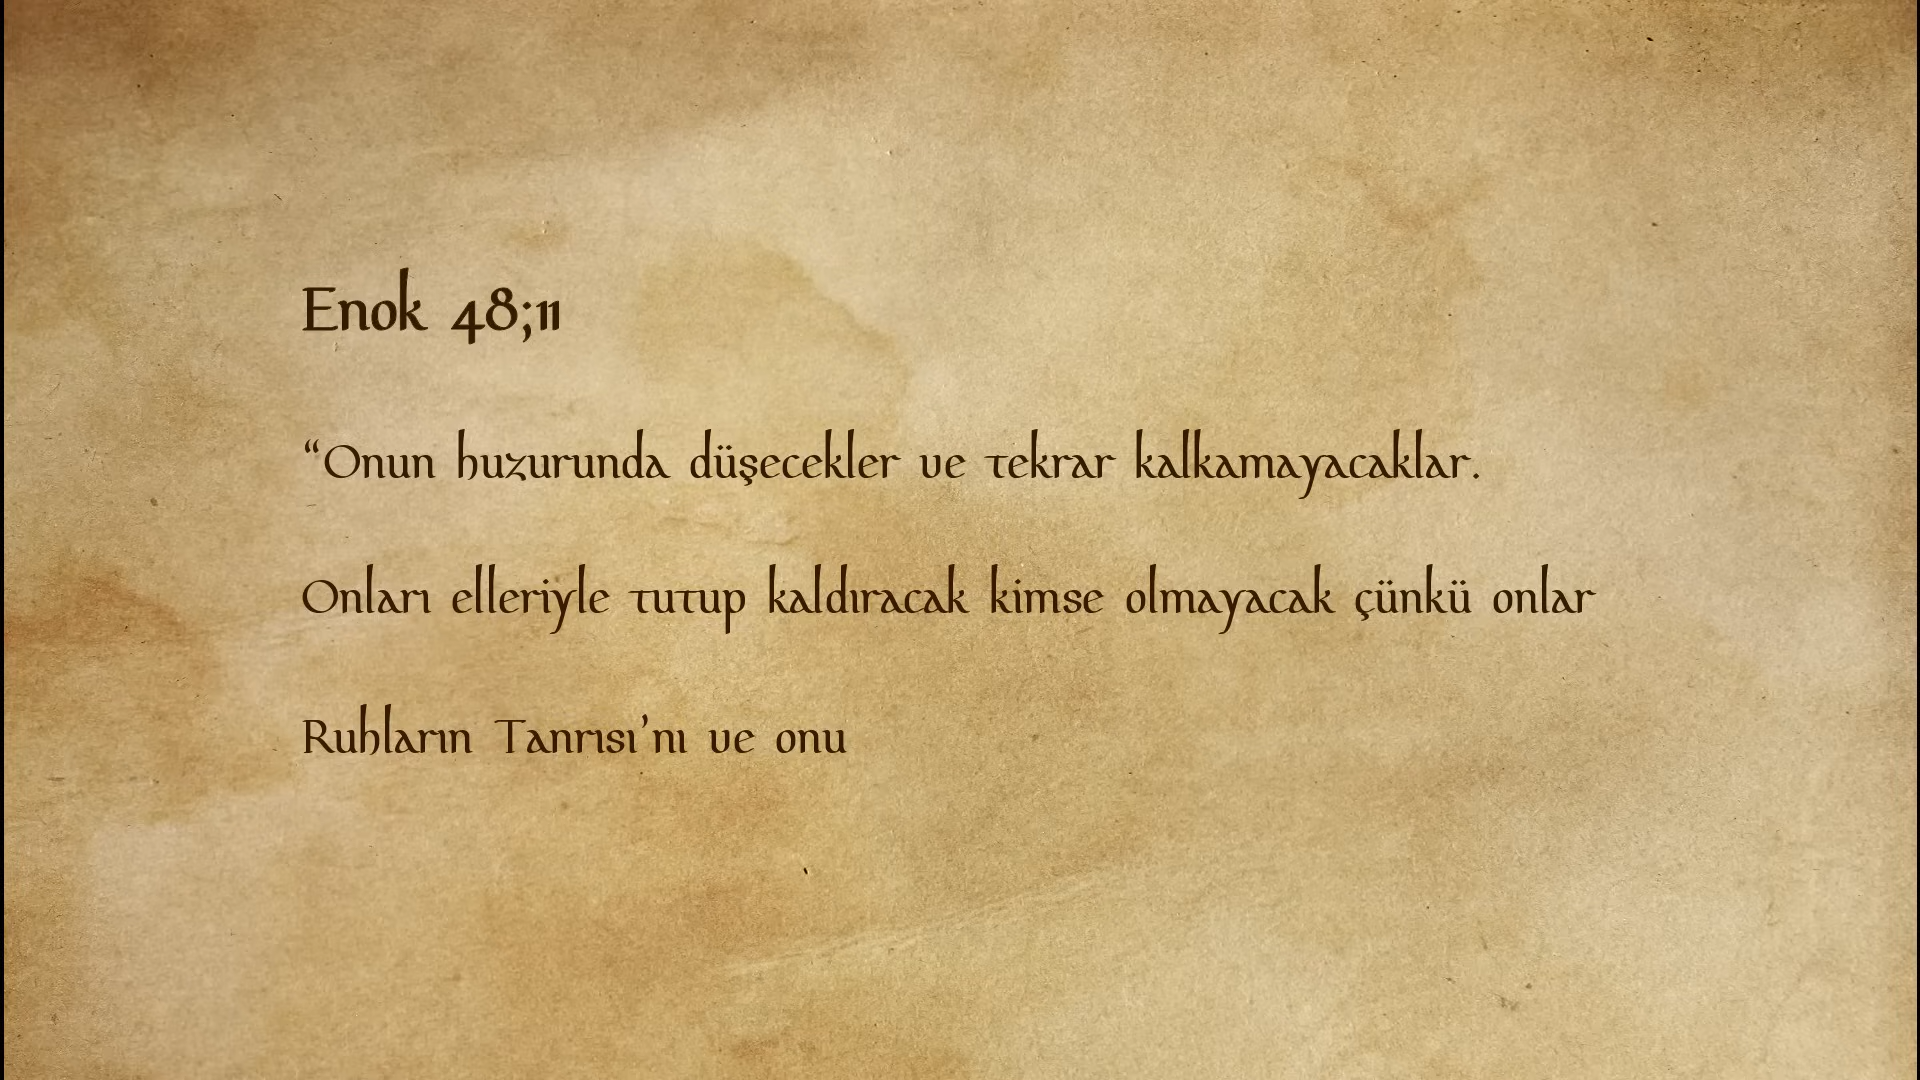 Enok 48;11
“Onun huzurunda düşecekler ve tekrar kalkamayacaklar.
Onları elleriyle tutup kaldıracak kimse olmayacak çünkü onlar
Ruhların Tanrısı’nı ve onu